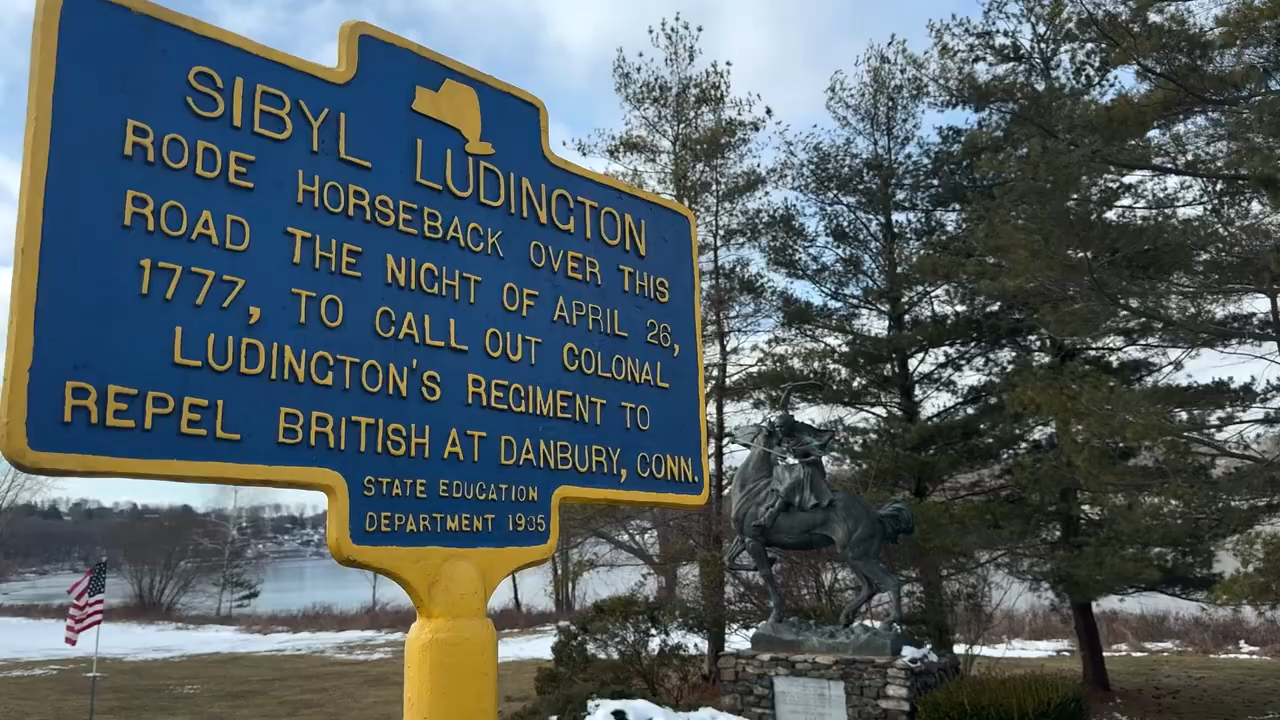 SIBYL LUDINGTON
RODE HORSEBACK OVER THIS
ROAD THE NIGHT OF APRIL 26,
1777, TO CALL OUT COLONAL
LUDINGTON'S REGIMENT TO
REPEL BRITISH AT DANBURY, CONN.
STATE EDUCATION
DEPARTMENT 1935